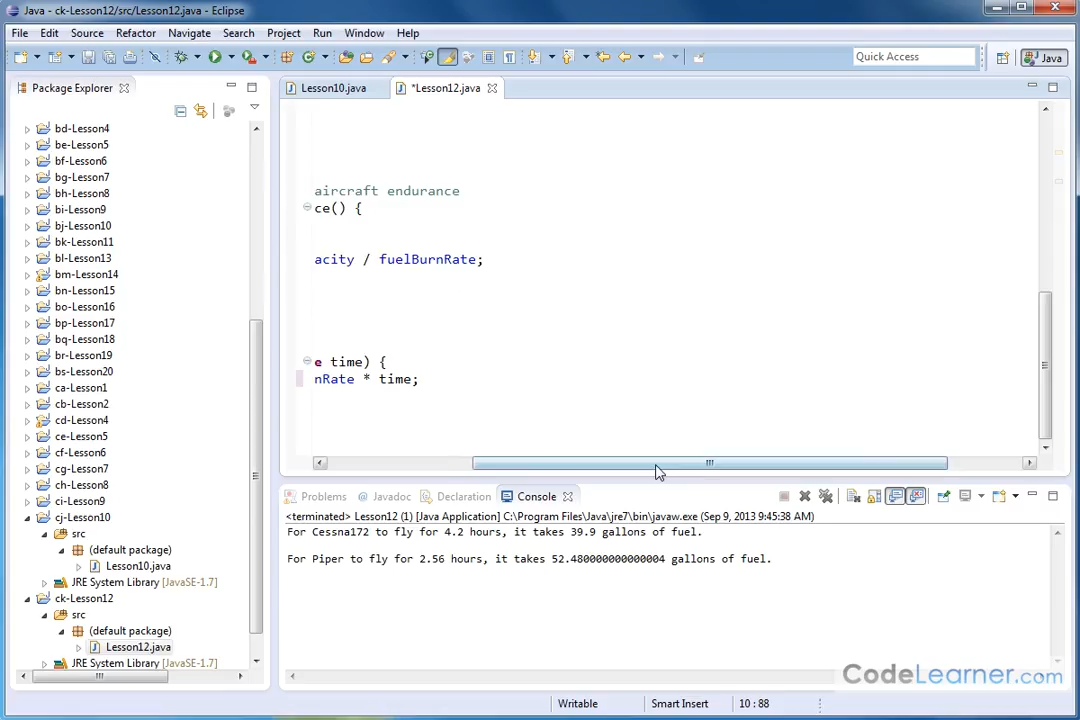 Java - ck-Lesson12/src/Lesson12.java - Eclipse
File Edit Source Refactor Navigate Search Project Run Window Help
Quick Access Java
Package Explorer
bd-Lesson4
be-Lesson5
bf-Lesson6
bg-Lesson7
bh-Lesson8
bi-Lesson9
bj-Lesson10
bk-Lesson11
bl-Lesson13
bm-Lesson14
bn-Lesson15
bo-Lesson16
bp-Lesson17
bq-Lesson18
br-Lesson19
bs-Lesson20
ca-Lesson1
cb-Lesson2
cd-Lesson4
ce-Lesson5
cf-Lesson6
cg-Lesson7
ch-Lesson8
ci-Lesson9
cj-Lesson10
src
(default package)
Lesson10.java
JRE System Library [JavaSE-1.7]
ck-Lesson12
src
(default package)
Lesson12.java
JRE System Library [JavaSE-1.7]
Lesson10.java *Lesson12.java
aircraft endurance
ce() {
acity / fuelBurnRate;
e time) {
nRate * time;
Problems Javadoc Declaration Console
<terminated> Lesson12 (1) [Java Application] C:\Program Files\Java\jre7\bin\javaw.exe (Sep 9, 2013 9:45:38 AM)
For Cessna172 to fly for 4.2 hours, it takes 39.9 gallons of fuel.
For Piper to fly for 2.56 hours, it takes 52.480000000000004 gallons of fuel.
CodeLearner.com
Writable Smart Insert 10 : 88